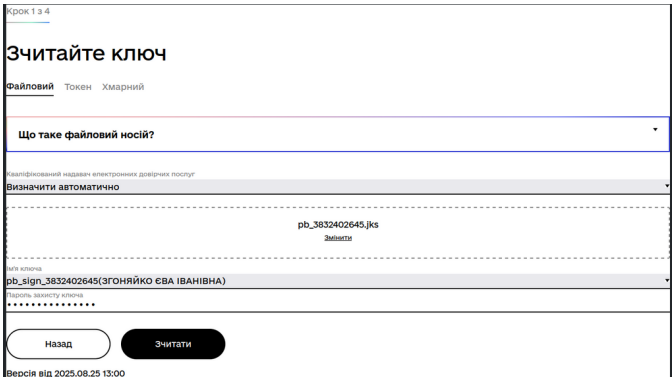 Крок 1 з 4
Зчитайте ключ
Файловий Токен Хмарний
Що таке файловий носій?
Кваліфікований надавач електронних довірчих послуг
Визначити автоматично
pb_3832402645.jks
Змінити
Ім'я ключа
pb_sign_3832402645(ЗГОНЯЙКО ЄВА ІВАНІВНА)
Пароль захисту ключа
•••••••••••••••
Назад Зчитати
Версія від 2025.08.25 13:00